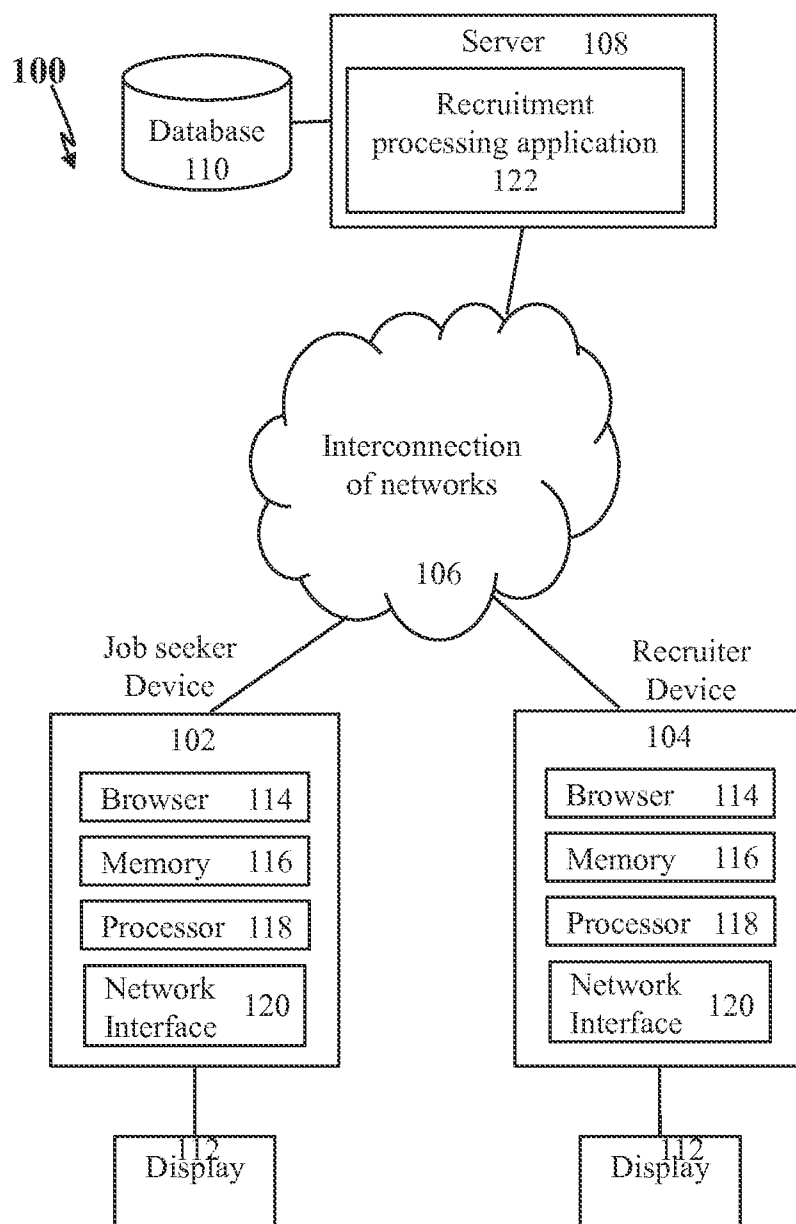 100
Server 108
Database
110
Recruitment
processing application
122
Interconnection
of networks
106
Job seeker
Device
102
Browser 114
Memory 116
Processor 118
Network
Interface 120
112
Display
Recruiter
Device
104
Browser 114
Memory 116
Processor 118
Network
Interface 120
112
Display